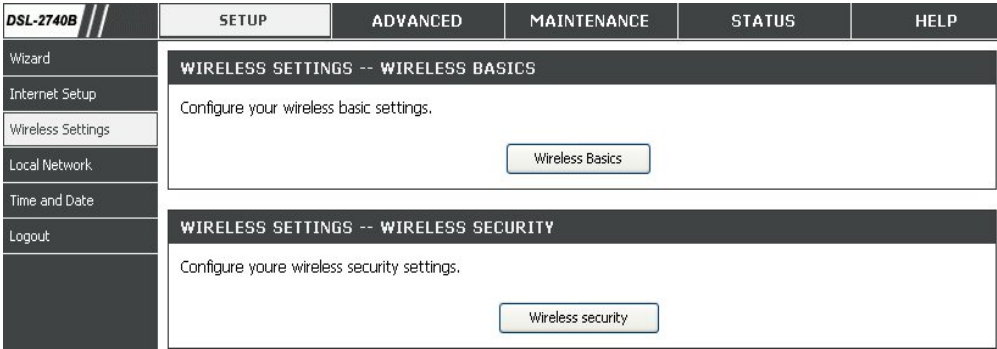 DSL-2740B
SETUP
ADVANCED
MAINTENANCE
STATUS
HELP
Wizard
Internet Setup
Wireless Settings
Local Network
Time and Date
Logout
WIRELESS SETTINGS -- WIRELESS BASICS
Configure your wireless basic settings.
Wireless Basics
WIRELESS SETTINGS -- WIRELESS SECURITY
Configure youre wireless security settings.
Wireless security